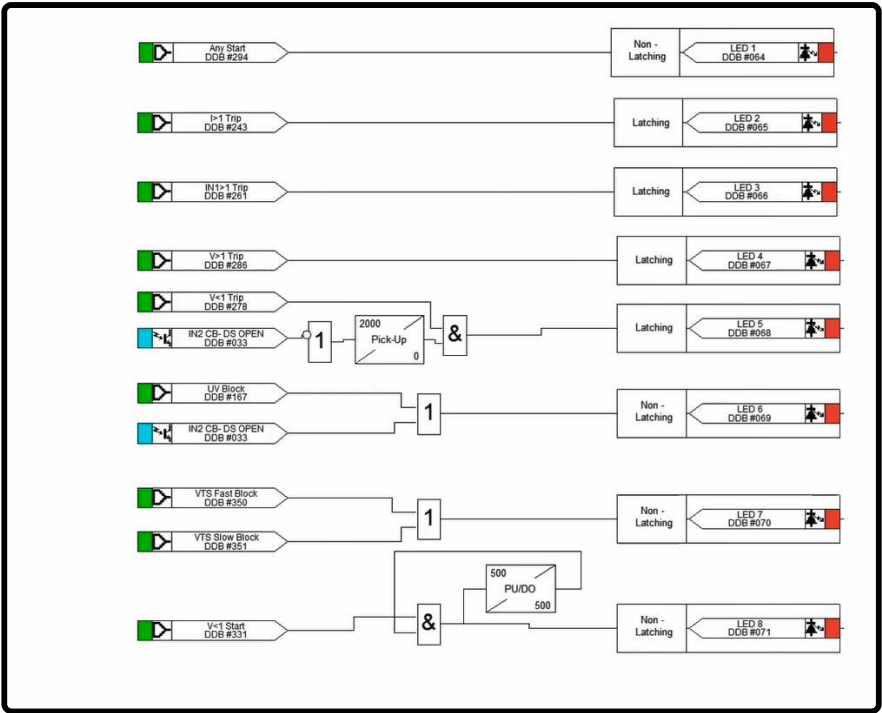 Any Start
DDB #294
Non -
Latching
LED 1
DDB #064
I>1 Trip
DDB #243
Latching
LED 2
DDB #065
IN1>1 Trip
DDB #261
Latching
LED 3
DDB #066
V>1 Trip
DDB #286
Latching
LED 4
DDB #067
V<1 Trip
DDB #278
IN2 CB- DS OPEN
DDB #033
1
2000
Pick-Up
0
&
Latching
LED 5
DDB #068
UV Block
DDB #167
IN2 CB- DS OPEN
DDB #033
1
Non -
Latching
LED 6
DDB #069
VTS Fast Block
DDB #350
VTS Slow Block
DDB #351
1
Non -
Latching
LED 7
DDB #070
V<1 Start
DDB #331
&
500
PU/DO
500
Non -
Latching
LED 8
DDB #071